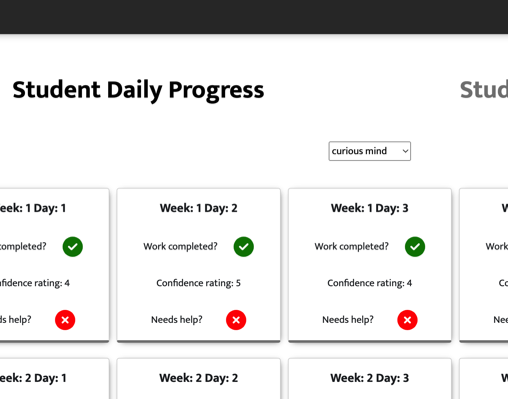 Student Daily Progress
Stud
curious mind
eek: 1 Day: 1
Week: 1 Day: 2
Week: 1 Day: 3
W
completed?
Work completed?
Work completed?
Work
nfidence rating: 4
Confidence rating: 5
Confidence rating: 4
Co
ds help?
Needs help?
Needs help?
Nee
eek: 2 Day: 1
Week: 2 Day: 2
Week: 2 Day: 3
W